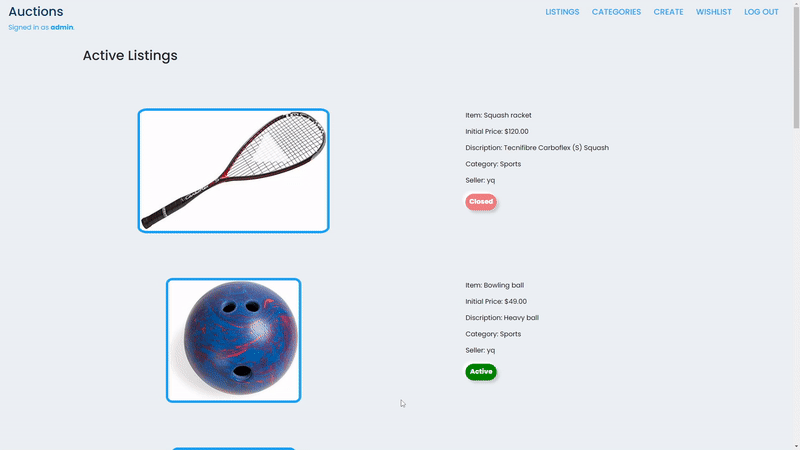 Auctions
LISTINGS CATEGORIES CREATE WISHLIST LOG OUT
Signed in as admin.
Active Listings
Item: Squash racket
Initial Price: $120.00
Discription: Tecnifibre Carboflex (S) Squash
Category: Sports
Seller: yq
Closed
Item: Bowling ball
Initial Price: $49.00
Discription: Heavy ball
Category: Sports
Seller: yq
Active